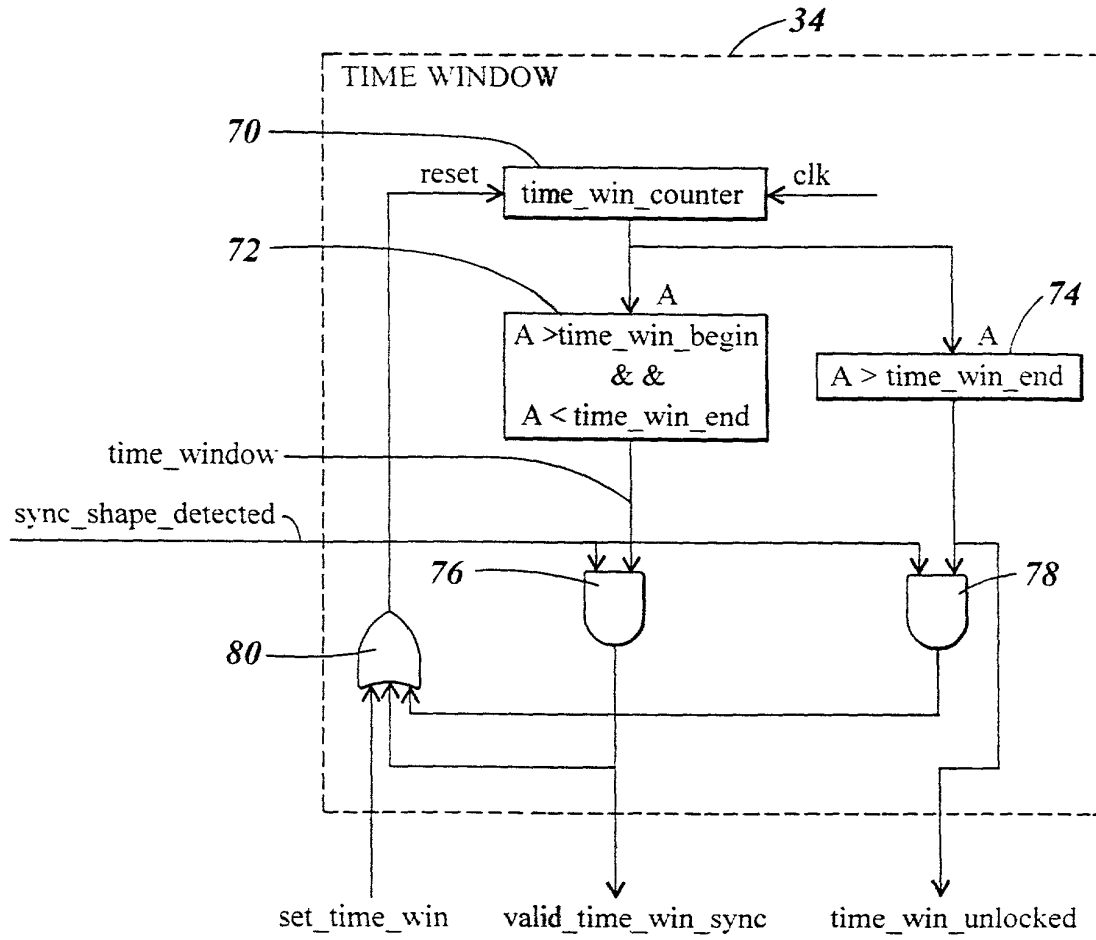 34
TIME WINDOW
70
reset
time_win_counter
clk
72
A
74
A >time_win_begin
& &
A < time_win_end
A
A > time_win_end
time_window
sync_shape_detected
76
78
80
set_time_win
valid_time_win_sync
time_win_unlocked